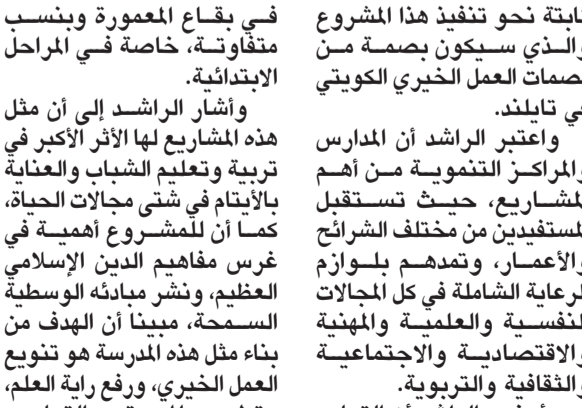 ثابتة نحو تنفيذ هذا المشروع
والذي سيكون بصمة من
بصمات العمل الخيري الكويتي
في تايلند.
واعتبر الراشد أن المدارس
والمراكز التنموية من أهم
المشاريع، حيث تستقبل
المستفيدين من مختلف الشرائح
والأعمار، وتمدهم بلوازم
الرعاية الشاملة في كل المجالات
النفسية والعلمية والمهنية
والاقتصادية والاجتماعية
والثقافية والتربوية.
في بقاع المعمورة وبنسب
متفاوتة، خاصة في المراحل
الابتدائية.
وأشار الراشد إلى أن مثل
هذه المشاريع لها الأثر الأكبر في
تربية وتعليم الشباب والعناية
بالأيتام في شتى مجالات الحياة،
كما أن للمشروع أهمية في
غرس مفاهيم الدين الإسلامي
العظيم، ونشر مبادئه الوسطية
السمحة، مبينا أن الهدف من
بناء مثل هذه المدرسة هو تنويع
العمل الخيري، ورفع راية العلم،